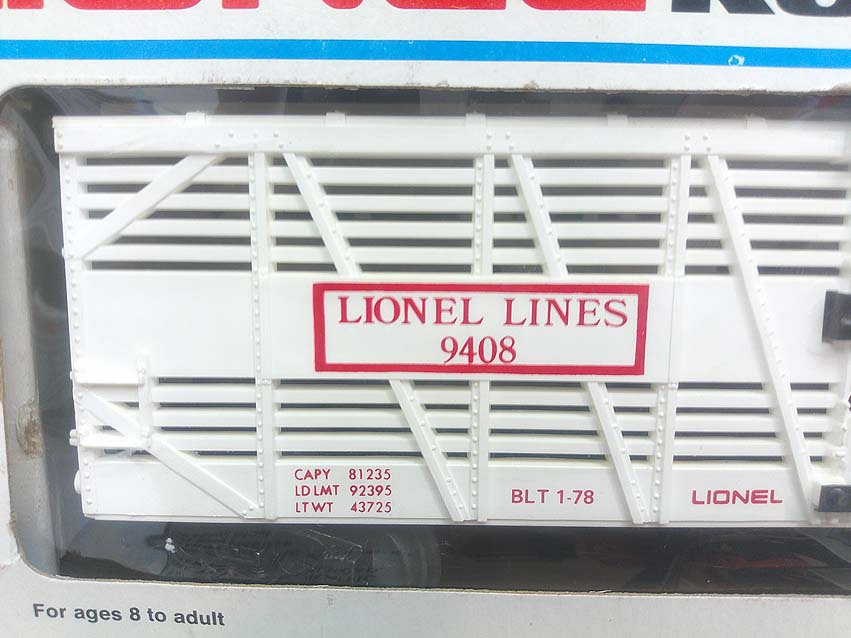 LIONEL LINES
9408
CAPY 81235
LD LMT 92395
LT WT 43725
BLT 1-78
LIONEL
For ages 8 to adult